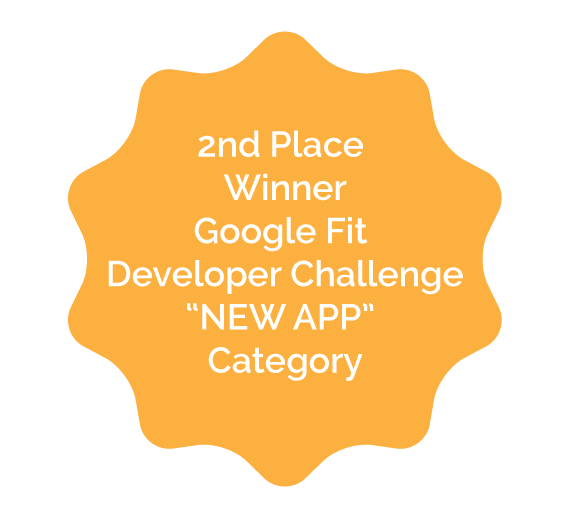 2nd Place
Winner
Google Fit
Developer Challenge
“NEW APP”
Category